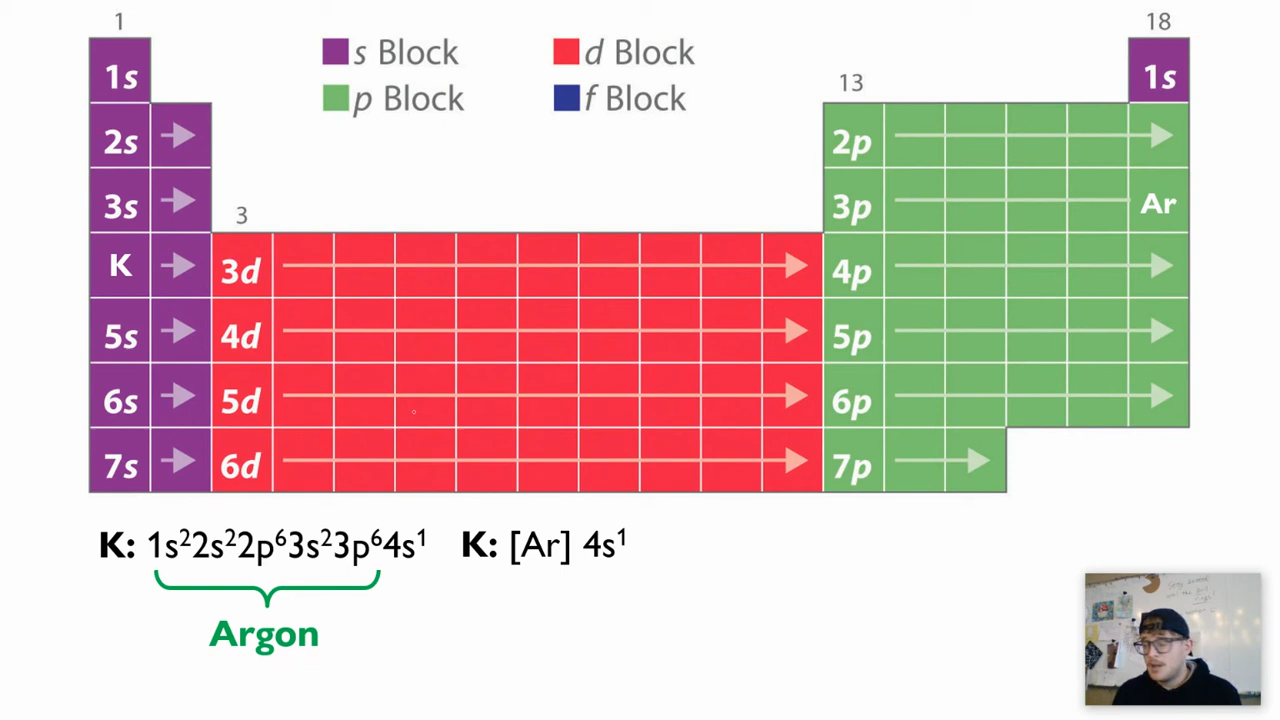 1 18
s Block d Block
p Block f Block
13
1s 1s
2s 2p
3s 3p Ar
3
K 3d 4p
5s 4d 5p
6s 5d 6p
7s 6d 7p
K: 1s²2s²2p⁶3s²3p⁶4s¹ K: [Ar] 4s¹
Argon